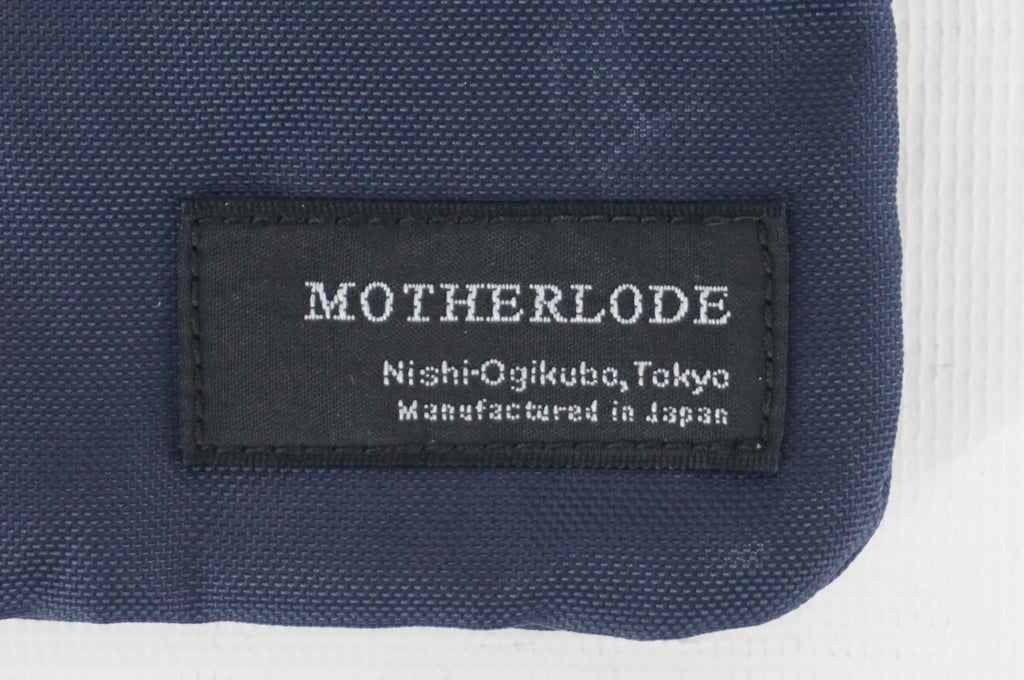 MOTHERLODE
Nishi-Ogikubo,Tokyo
Manufactured in Japan